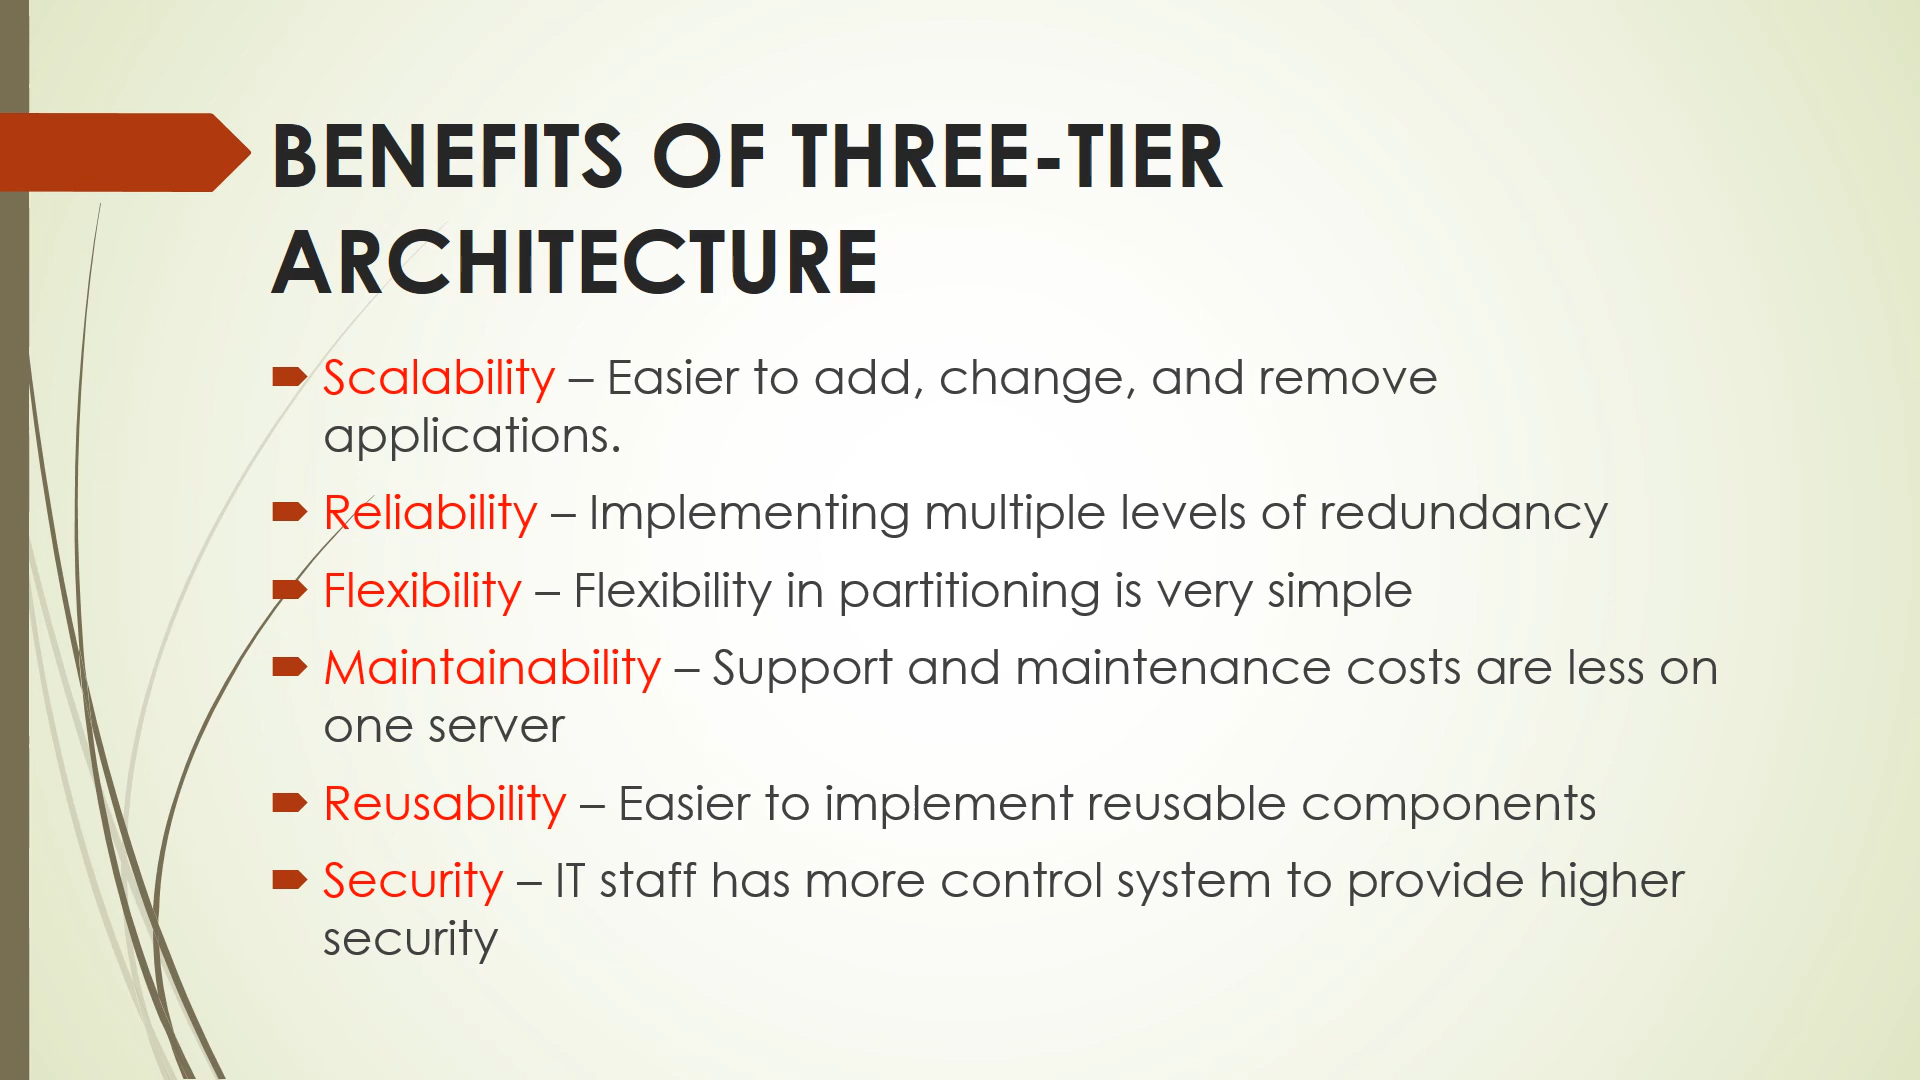 BENEFITS OF THREE-TIER
ARCHITECTURE
Scalability – Easier to add, change, and remove
applications.
Reliability – Implementing multiple levels of redundancy
Flexibility – Flexibility in partitioning is very simple
Maintainability – Support and maintenance costs are less on
one server
Reusability – Easier to implement reusable components
Security – IT staff has more control system to provide higher
security